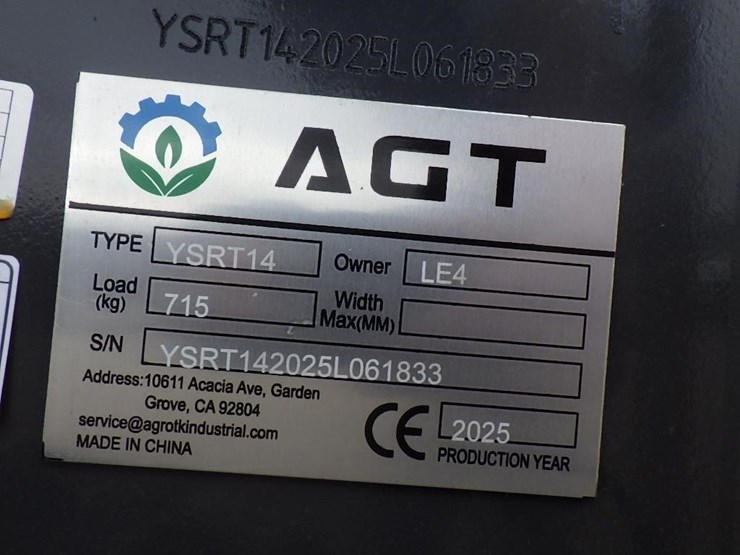 YSRT142025L061833
AGT
TYPE YSRT14 Owner LE4
Load (kg) 715 Width Max(MM)
S/N YSRT142025L061833
Address:10611 Acacia Ave, Garden
Grove, CA 92804
service@agrotkindustrial.com
MADE IN CHINA
CE 2025
PRODUCTION YEAR